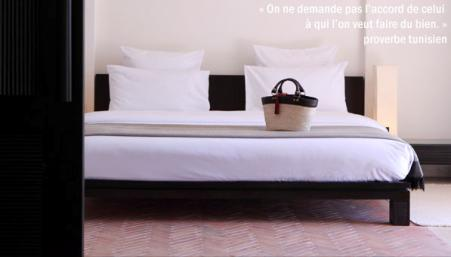 « On ne demande pas l'accord de celui
à qui l'on veut faire du bien. »
proverbe tunisien